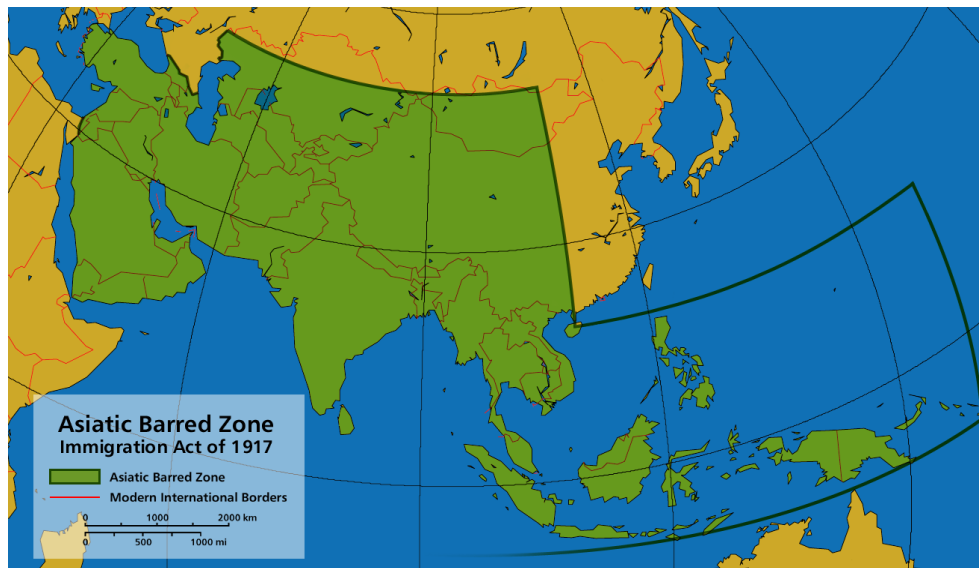 Asiatic Barred Zone
Immigration Act of 1917
Asiatic Barred Zone
Modern International Borders
0 1000 2000 km
0 500 1000 mi